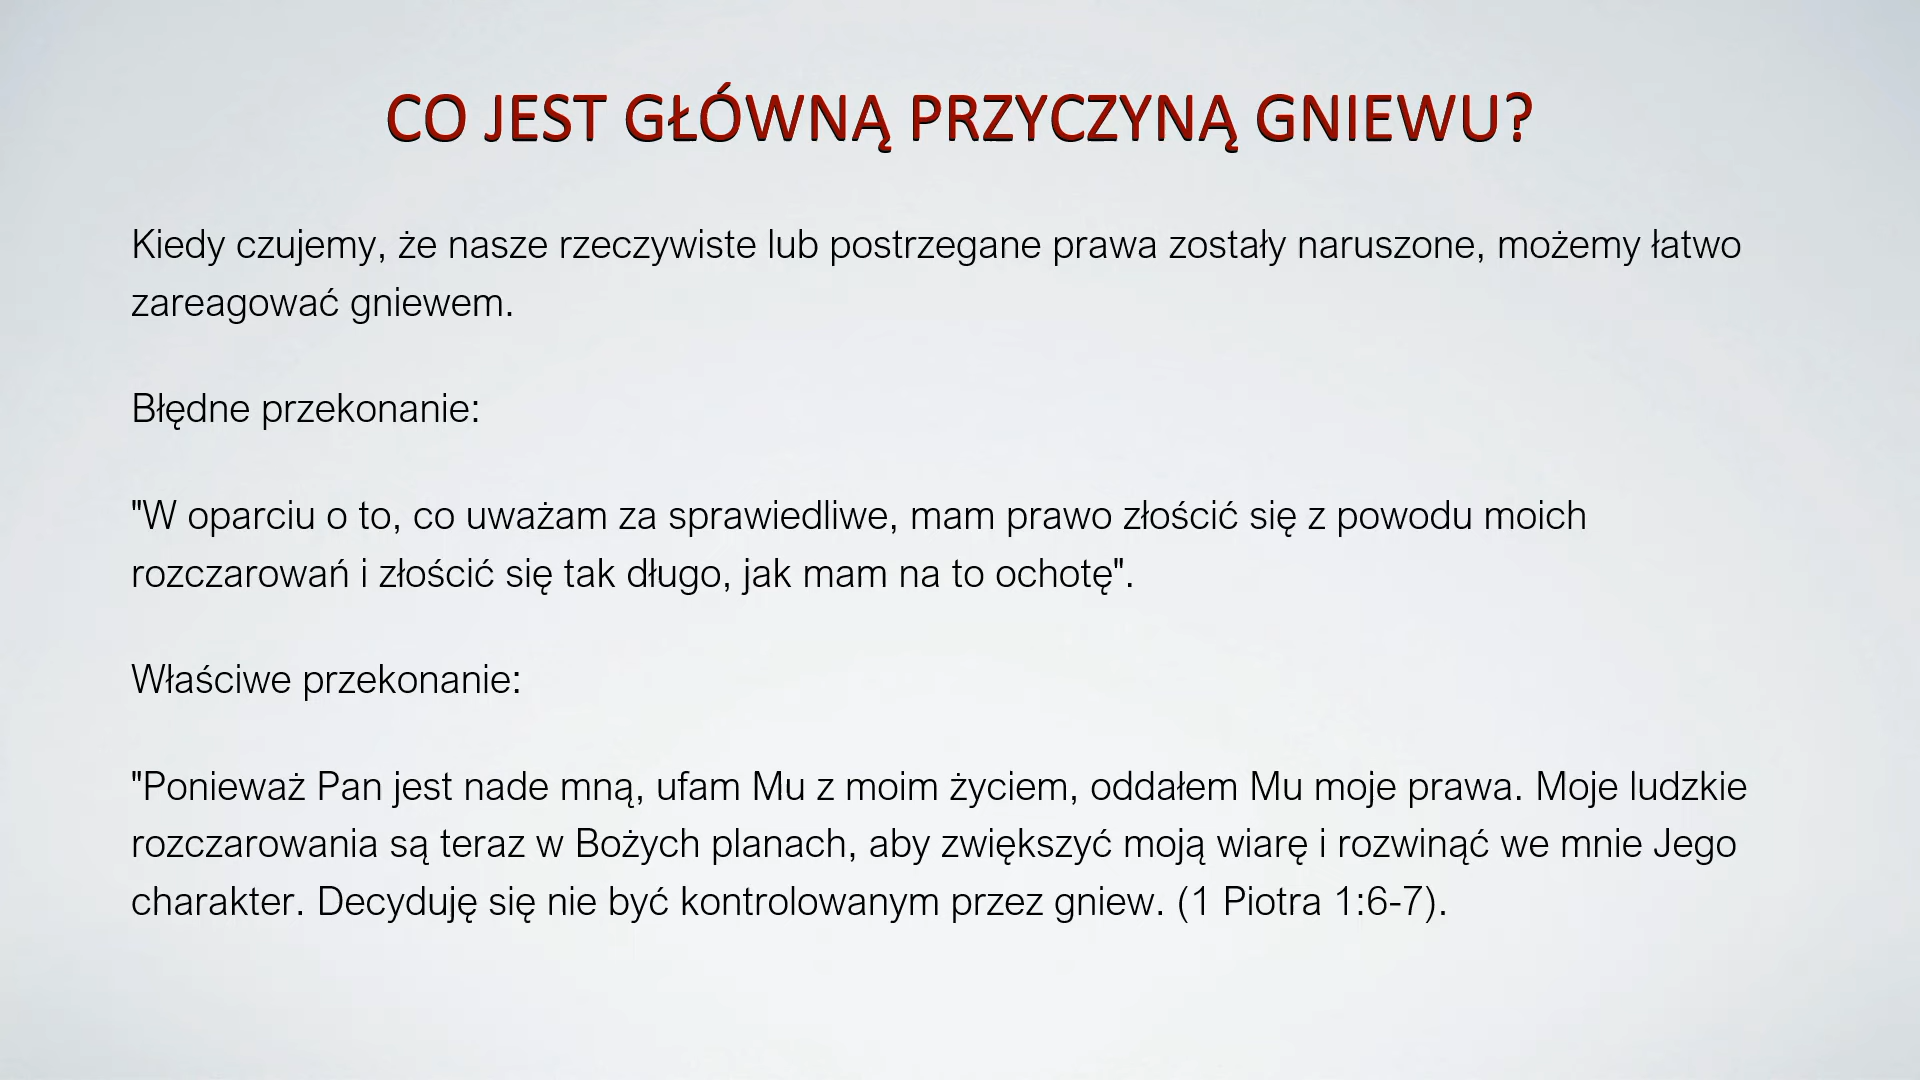 CO JEST GŁÓWNĄ PRZYCZYNĄ GNIEWU?
Kiedy czujemy, że nasze rzeczywiste lub postrzegane prawa zostały naruszone, możemy łatwo
zareagować gniewem.
Błędne przekonanie:
"W oparciu o to, co uważam za sprawiedliwe, mam prawo złościć się z powodu moich
rozczarowań i złościć się tak długo, jak mam na to ochotę".
Właściwe przekonanie:
"Ponieważ Pan jest nade mną, ufam Mu z moim życiem, oddałem Mu moje prawa. Moje ludzkie
rozczarowania są teraz w Bożych planach, aby zwiększyć moją wiarę i rozwinąć we mnie Jego
charakter. Decyduję się nie być kontrolowanym przez gniew. (1 Piotra 1:6-7).